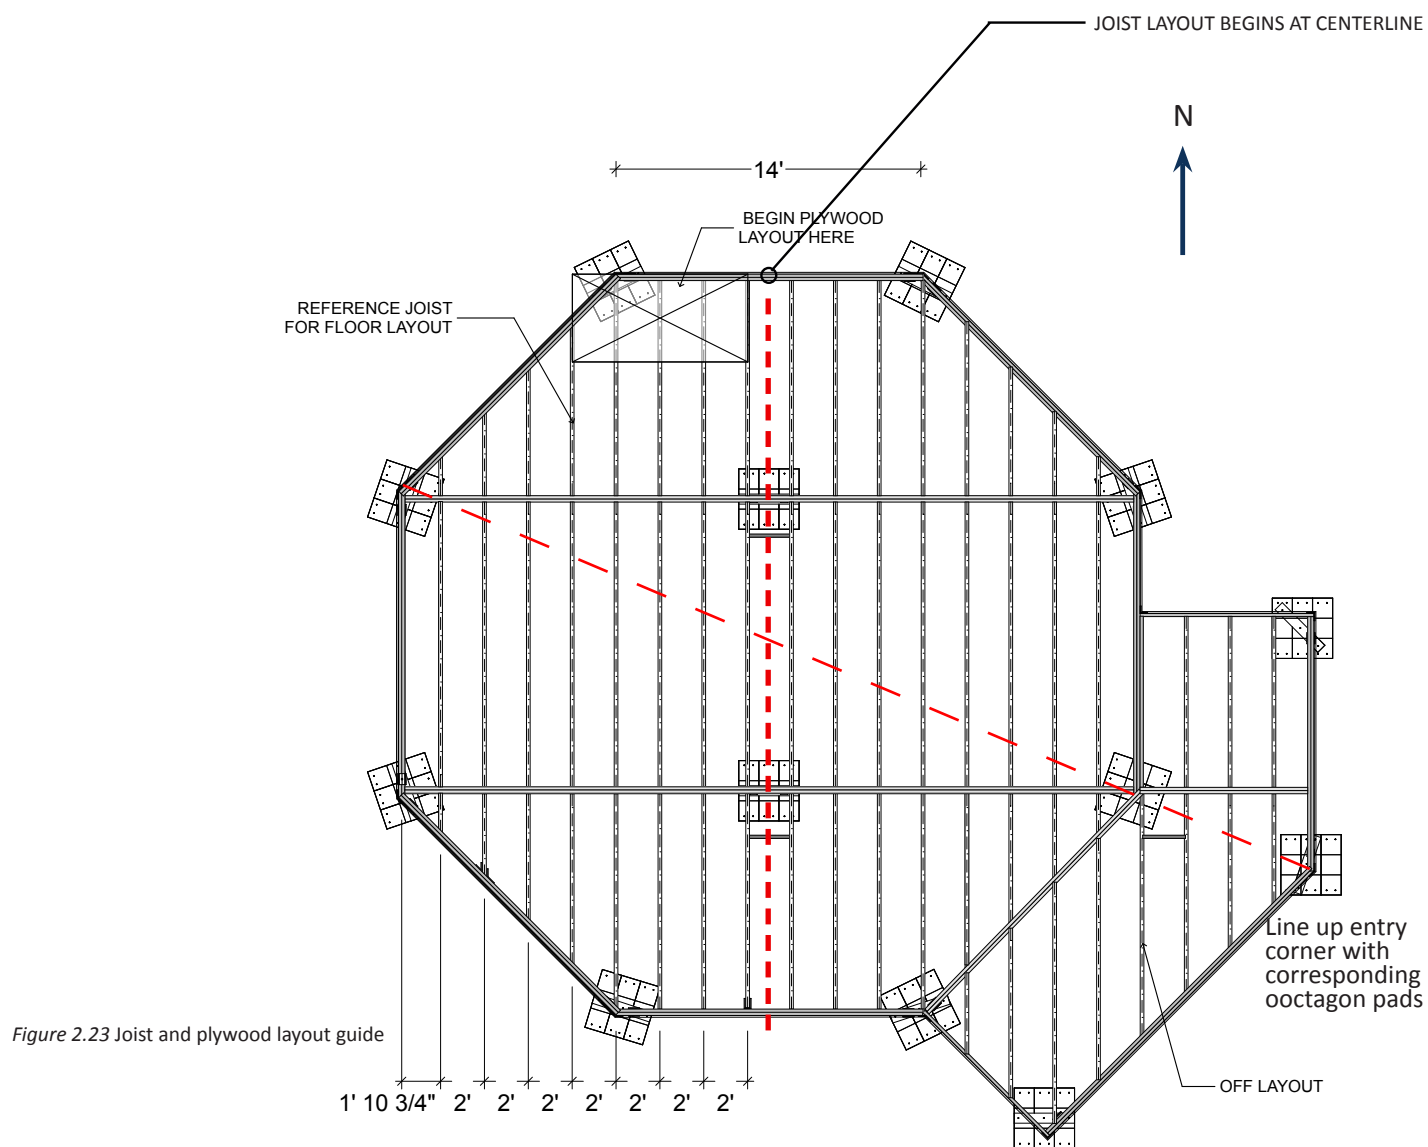 JOIST LAYOUT BEGINS AT CENTERLINE
N
14'
BEGIN PLYWOOD
LAYOUT HERE
REFERENCE JOIST
FOR FLOOR LAYOUT
Line up entry
corner with
corresponding
ooctagon pads
Figure 2.23 Joist and plywood layout guide
OFF LAYOUT
1' 10 3/4" 2' 2' 2' 2' 2' 2' 2'